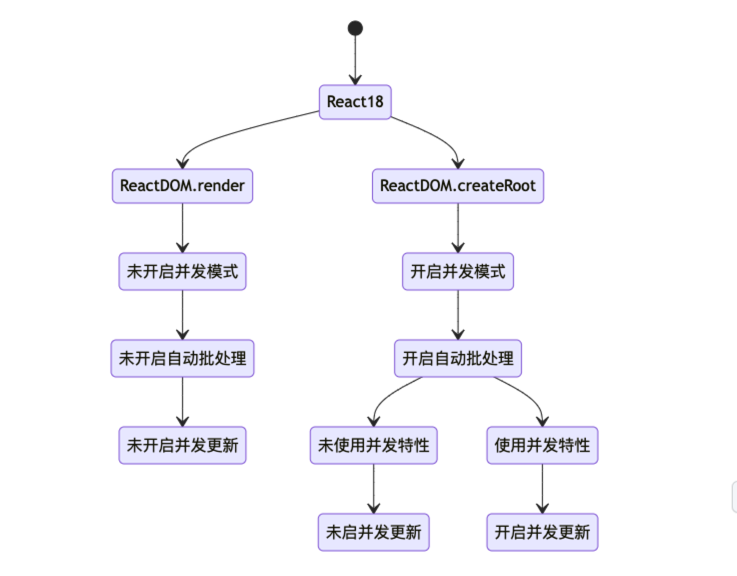 React18
ReactDOM.render
ReactDOM.createRoot
未开启并发模式
开启并发模式
未开启自动批处理
开启自动批处理
未开启并发更新
未使用并发特性
使用并发特性
未启并发更新
开启并发更新